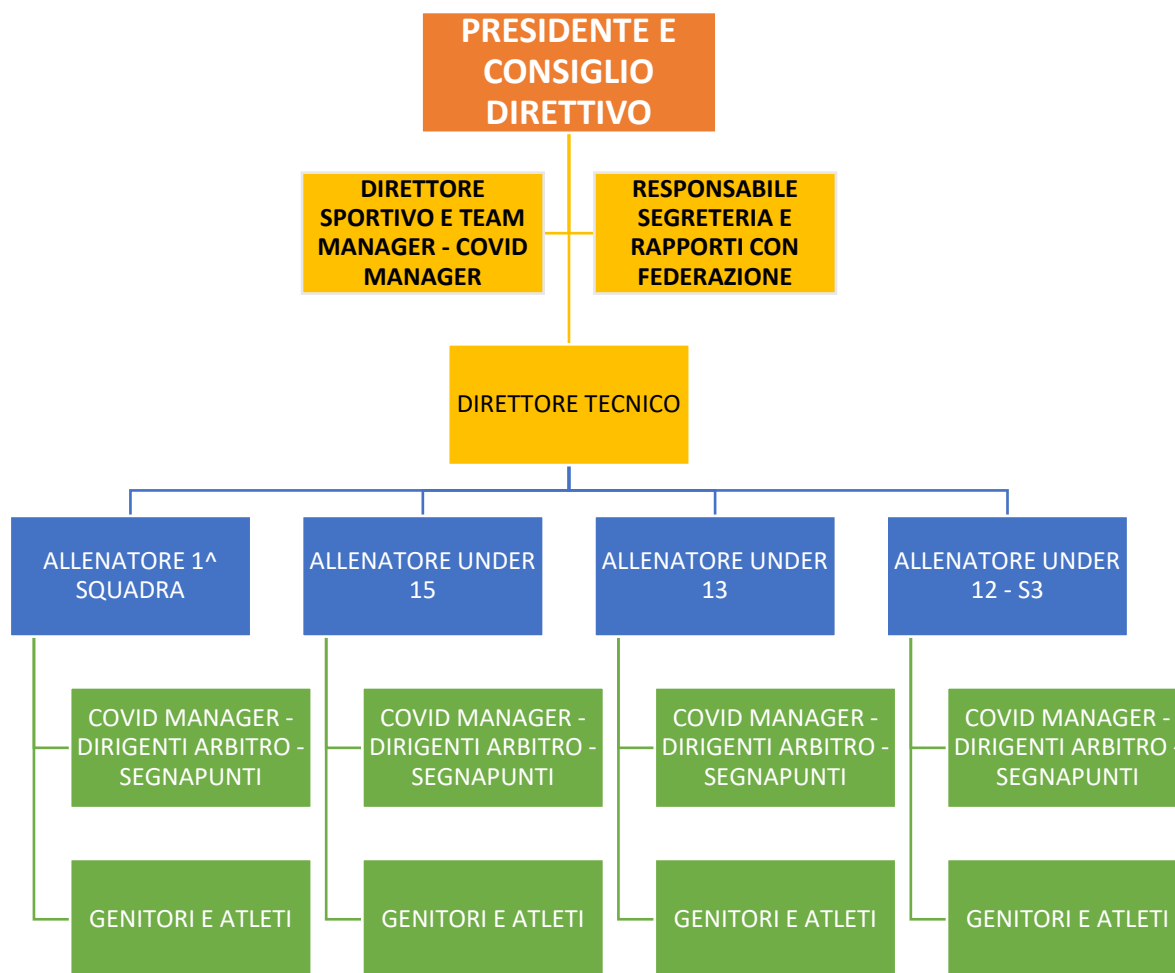 PRESIDENTE E
CONSIGLIO
DIRETTIVO
DIRETTORE
SPORTIVO E TEAM
MANAGER - COVID
MANAGER
RESPONSABILE
SEGRETERIA E
RAPPORTI CON
FEDERAZIONE
DIRETTORE TECNICO
ALLENATORE 1^
SQUADRA
ALLENATORE UNDER
15
ALLENATORE UNDER
13
ALLENATORE UNDER
12 - S3
COVID MANAGER -
DIRIGENTI ARBITRO -
SEGNAPUNTI
COVID MANAGER -
DIRIGENTI ARBITRO -
SEGNAPUNTI
COVID MANAGER -
DIRIGENTI ARBITRO -
SEGNAPUNTI
COVID MANAGER -
DIRIGENTI ARBITRO -
SEGNAPUNTI
GENITORI E ATLETI
GENITORI E ATLETI
GENITORI E ATLETI
GENITORI E ATLETI